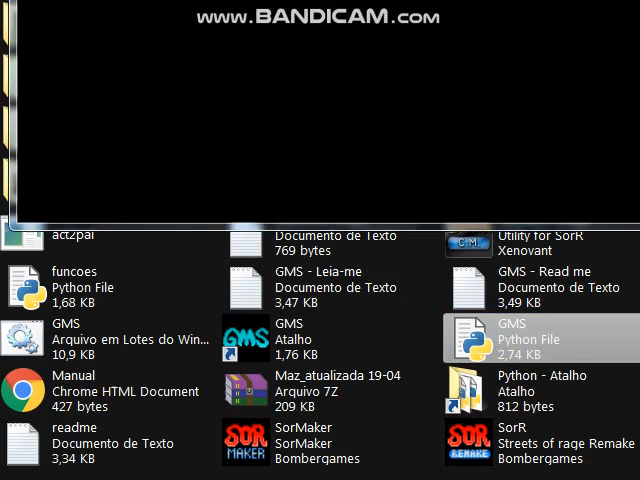 www.BANDICAM.com
act2pal
Documento de Texto
769 bytes
Utility for SorR
Xenovant
C.M.
funcoes
Python File
1,68 KB
GMS - Leia-me
Documento de Texto
3,47 KB
GMS - Read me
Documento de Texto
3,49 KB
GMS
Arquivo em Lotes do Win...
10,9 KB
GMS
GMS
Atalho
1,76 KB
GMS
Python File
2,74 KB
Manual
Chrome HTML Document
427 bytes
Maz_atualizada 19-04
Arquivo 7Z
209 KB
Python - Atalho
Atalho
812 bytes
readme
Documento de Texto
3,34 KB
SOR
MAKER
SorMaker
SorMaker
Bombergames
SOR
REMAKE
SorR
Streets of rage Remake
Bombergames